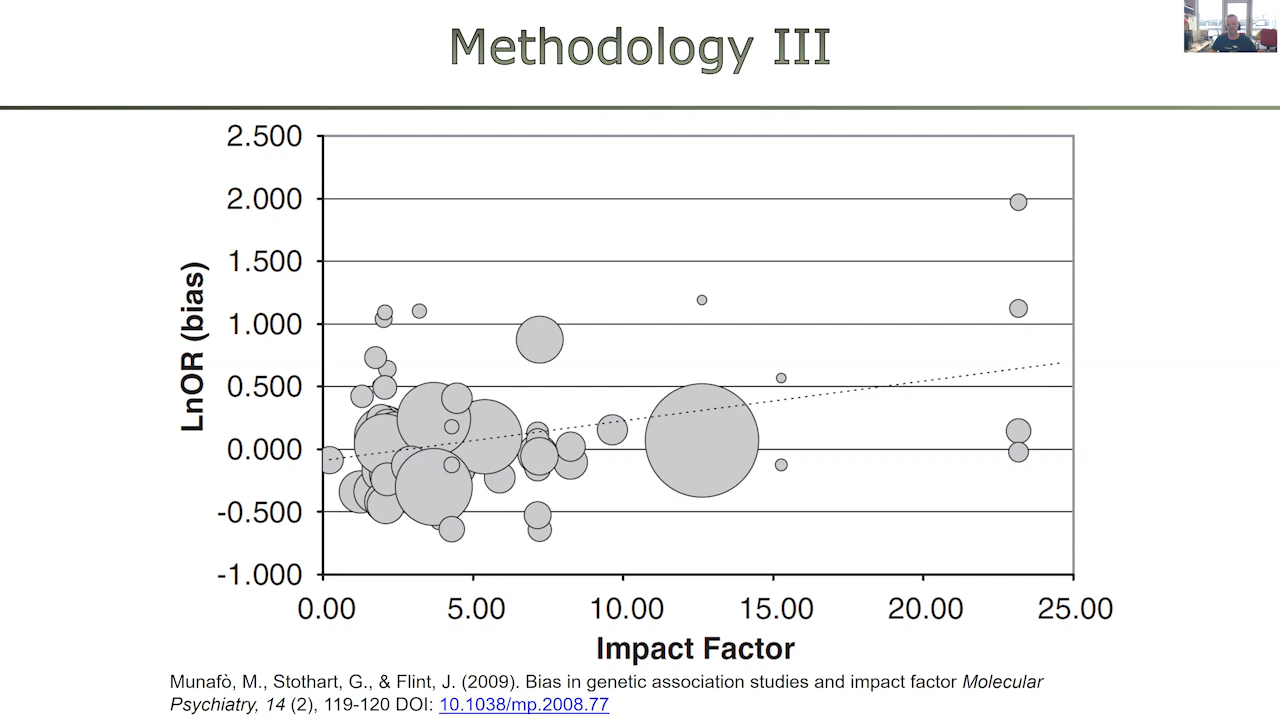 Methodology III
2.500
2.000
1.500
1.000
0.500
0.000
-0.500
-1.000
LnOR (bias)
0.00 5.00 10.00 15.00 20.00 25.00
Impact Factor
Munafò, M., Stothart, G., & Flint, J. (2009). Bias in genetic association studies and impact factor Molecular
Psychiatry, 14 (2), 119-120 DOI: 10.1038/mp.2008.77